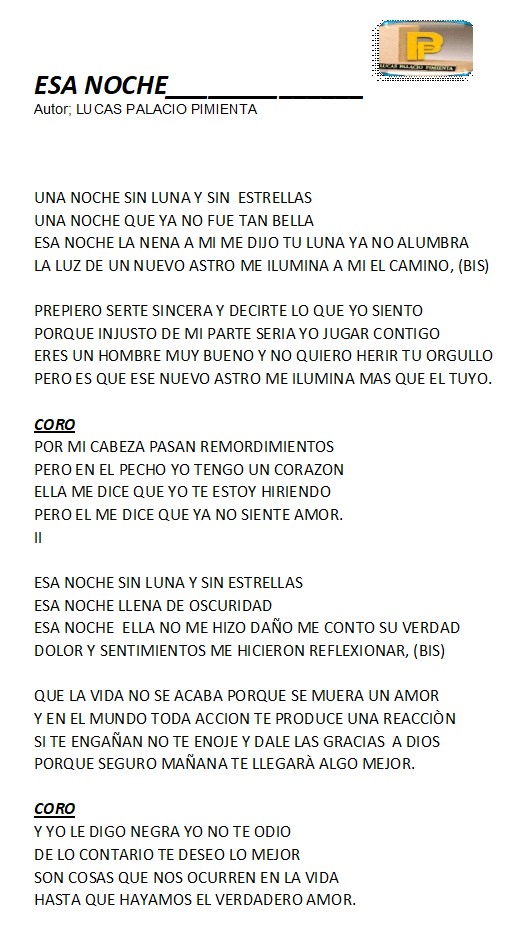 PP
LUCAS PALACIO PIMIENTA
ESA NOCHE______________
Autor; LUCAS PALACIO PIMIENTA
UNA NOCHE SIN LUNA Y SIN  ESTRELLAS
UNA NOCHE QUE YA NO FUE TAN BELLA
ESA NOCHE LA NENA A MI ME DIJO TU LUNA YA NO ALUMBRA
LA LUZ DE UN NUEVO ASTRO ME ILUMINA A MI EL CAMINO, (BIS)
PREPIERO SERTE SINCERA Y DECIRTE LO QUE YO SIENTO
PORQUE INJUSTO DE MI PARTE SERIA YO JUGAR CONTIGO
ERES UN HOMBRE MUY BUENO Y NO QUIERO HERIR TU ORGULLO
PERO ES QUE ESE NUEVO ASTRO ME ILUMINA MAS QUE EL TUYO.
CORO
POR MI CABEZA PASAN REMORDIMIENTOS
PERO EN EL PECHO YO TENGO UN CORAZON
ELLA ME DICE QUE YO TE ESTOY HIRIENDO
PERO EL ME DICE QUE YA NO SIENTE AMOR.
II
ESA NOCHE SIN LUNA Y SIN ESTRELLAS
ESA NOCHE LLENA DE OSCURIDAD
ESA NOCHE  ELLA NO ME HIZO DAÑO ME CONTO SU VERDAD
DOLOR Y SENTIMIENTOS ME HICIERON REFLEXIONAR, (BIS)
QUE LA VIDA NO SE ACABA PORQUE SE MUERA UN AMOR
Y EN EL MUNDO TODA ACCION TE PRODUCE UNA REACCIÒN
SI TE ENGAÑAN NO TE ENOJE Y DALE LAS GRACIAS  A DIOS
PORQUE SEGURO MAÑANA TE LLEGARÀ ALGO MEJOR.
CORO
Y YO LE DIGO NEGRA YO NO TE ODIO
DE LO CONTARIO TE DESEO LO MEJOR
SON COSAS QUE NOS OCURREN EN LA VIDA
HASTA QUE HAYAMOS EL VERDADERO AMOR.